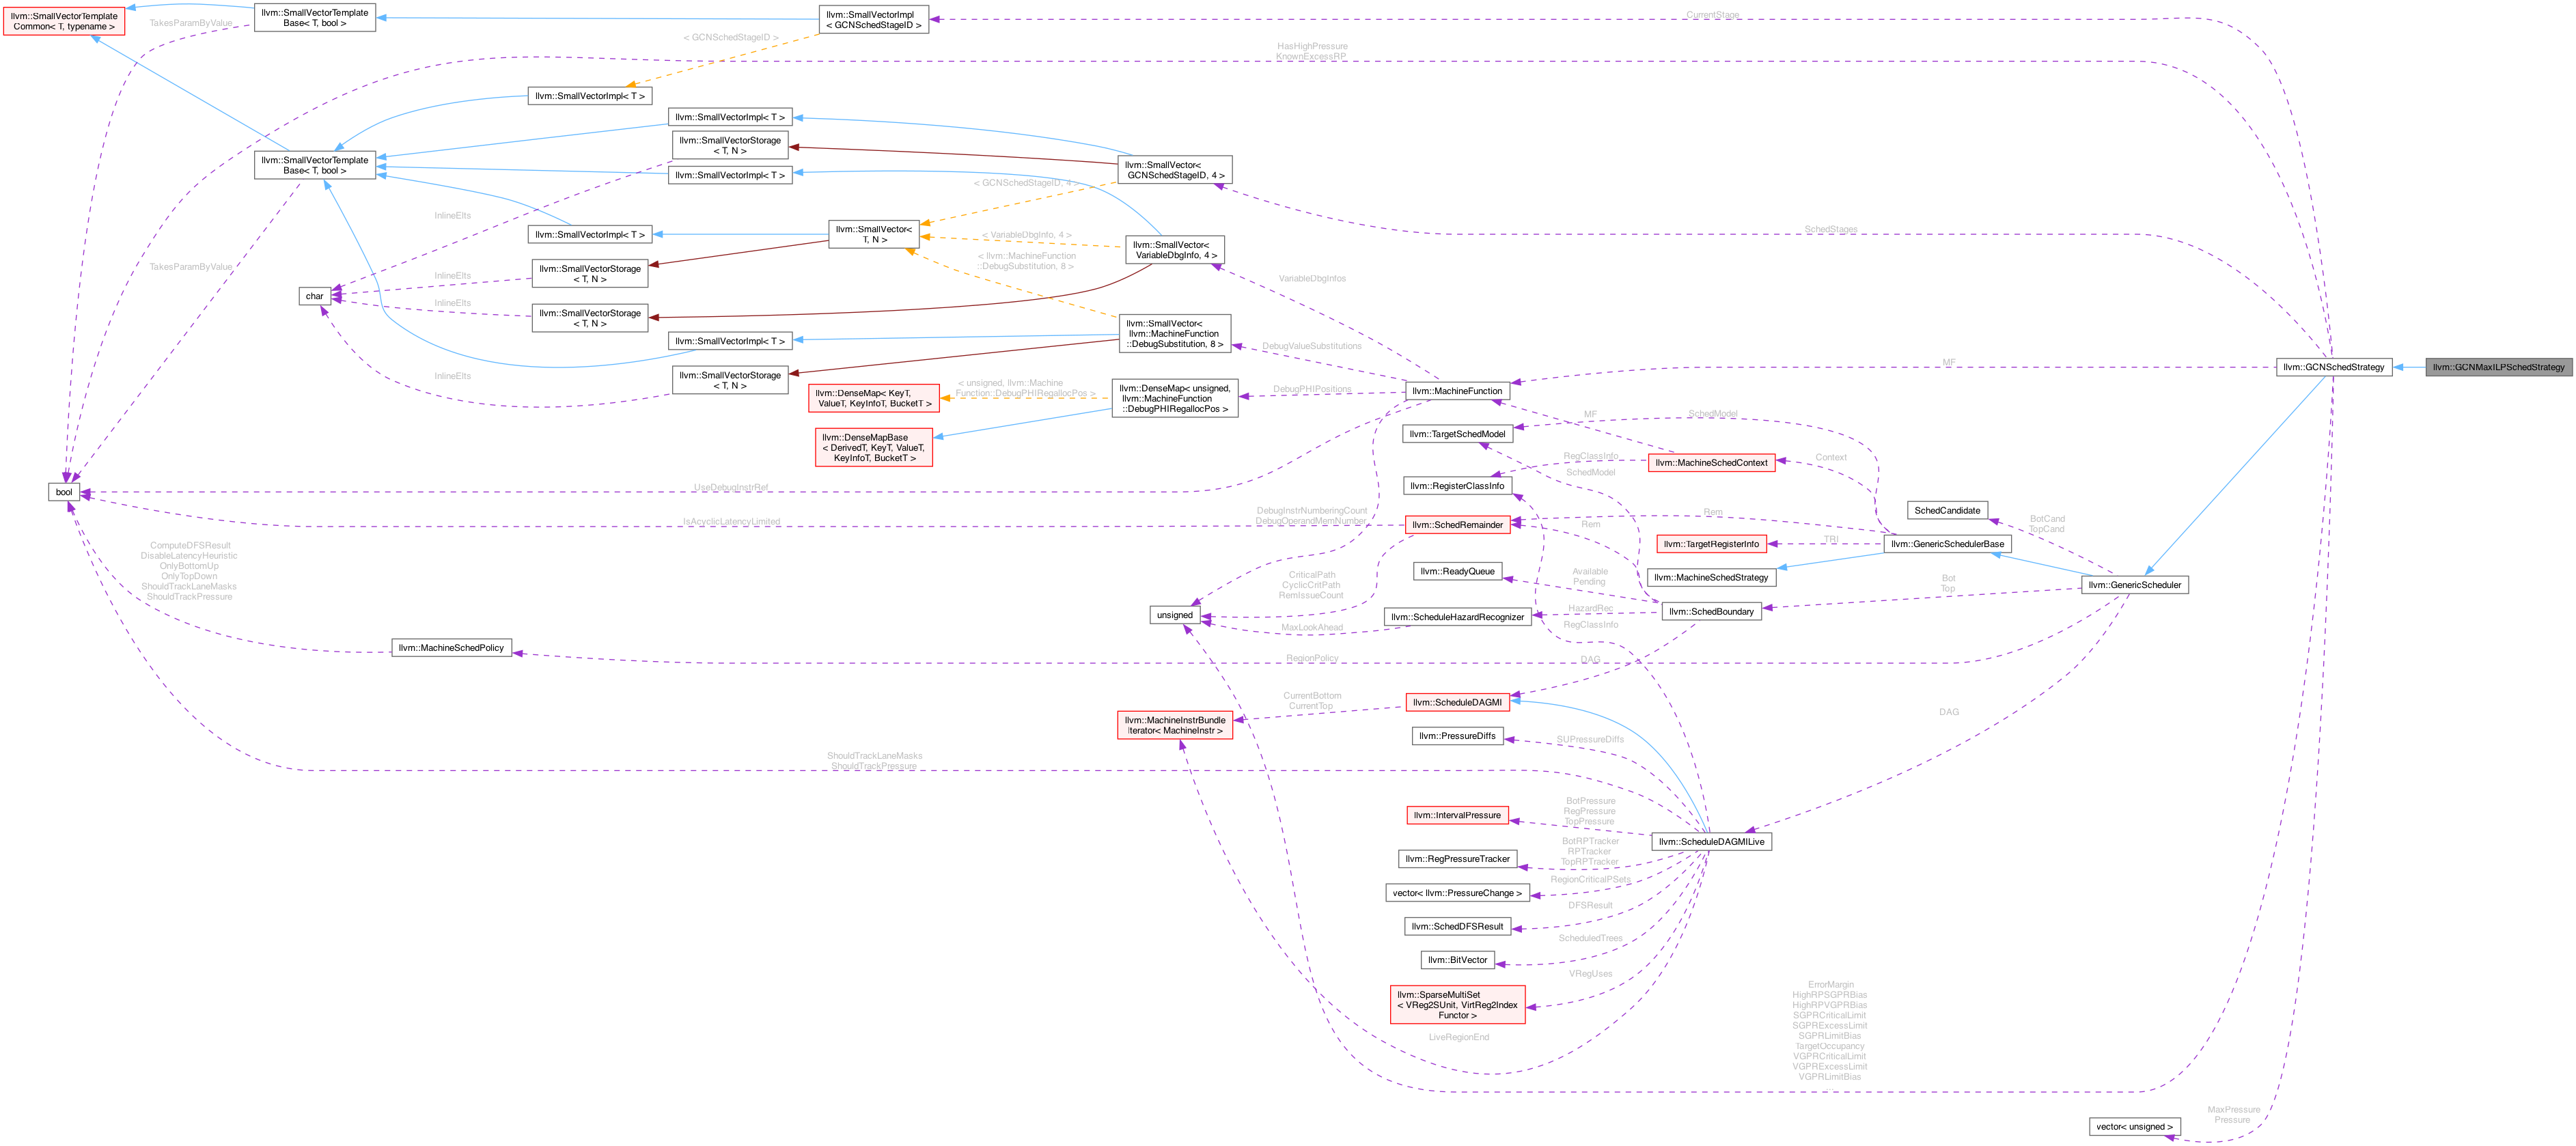 llvm::SmallVectorTemplate
Common< T, typename >
llvm::SmallVectorTemplate
Base< T, bool >
TakesParamByValue
llvm::SmallVectorImpl
< GCNSchedStageID >
CurrentStage
< GCNSchedStageID >
HasHighPressure
KnownExcessRP
llvm::SmallVectorImpl< T >
llvm::SmallVectorImpl< T >
llvm::SmallVectorStorage
< T, N >
llvm::SmallVectorImpl< T >
llvm::SmallVectorTemplate
Base< T, bool >
llvm::SmallVector<
GCNSchedStageID, 4 >
< GCNSchedStageID, 4 >
InlineElts
llvm::SmallVectorImpl< T >
llvm::SmallVector<
T, N >
< VariableDbgInfo, 4 >
llvm::SmallVector<
VariableDbgInfo, 4 >
SchedStages
TakesParamByValue
InlineElts
llvm::SmallVectorStorage
< T, N >
< llvm::MachineFunction
::DebugSubstitution, 8 >
VariableDbgInfos
char
InlineElts
llvm::SmallVectorStorage
< T, N >
llvm::SmallVectorImpl< T >
llvm::SmallVector<
llvm::MachineFunction
::DebugSubstitution, 8 >
DebugValueSubstitutions
InlineElts
llvm::SmallVectorStorage
< T, N >
MF
llvm::GCNSchedStrategy
llvm::GCNMaxILPSchedStrategy
llvm::DenseMap< KeyT,
ValueT, KeyInfoT, BucketT >
< unsigned, llvm::Machine
Function::DebugPHIRegallocPos >
llvm::DenseMap< unsigned,
llvm::MachineFunction
::DebugPHIRegallocPos >
DebugPHIPositions
llvm::MachineFunction
llvm::DenseMapBase
< DerivedT, KeyT, ValueT,
KeyInfoT, BucketT >
MF
SchedModel
llvm::TargetSchedModel
RegClassInfo
llvm::MachineSchedContext
Context
SchedModel
llvm::RegisterClassInfo
bool
UseDebugInstrRef
IsAcyclicLatencyLimited
DebugInstrNumberingCount
DebugOperandMemNumber
llvm::SchedRemainder
Rem
Rem
SchedCandidate
BotCand
TopCand
llvm::TargetRegisterInfo
TRI
llvm::GenericSchedulerBase
ComputeDFSResult
DisableLatencyHeuristic
OnlyBottomUp
OnlyTopDown
ShouldTrackLaneMasks
ShouldTrackPressure
CriticalPath
CyclicCritPath
RemIssueCount
llvm::ReadyQueue
Available
Pending
llvm::MachineSchedStrategy
Bot
Top
llvm::GenericScheduler
unsigned
MaxLookAhead
llvm::ScheduleHazardRecognizer
HazardRec
RegClassInfo
llvm::SchedBoundary
llvm::MachineSchedPolicy
RegionPolicy
DAG
CurrentBottom
CurrentTop
llvm::ScheduleDAGMI
DAG
llvm::MachineInstrBundle
Iterator< MachineInstr >
llvm::PressureDiffs
SUPressureDiffs
ShouldTrackLaneMasks
ShouldTrackPressure
llvm::IntervalPressure
BotPressure
RegPressure
TopPressure
llvm::ScheduleDAGMILive
llvm::RegPressureTracker
BotRPTracker
RPTracker
TopRPTracker
vector< llvm::PressureChange >
RegionCriticalPSets
llvm::SchedDFSResult
DFSResult
llvm::BitVector
ScheduledTrees
VRegUses
llvm::SparseMultiSet
< VReg2SUnit, VirtReg2Index
Functor >
LiveRegionEnd
ErrorMargin
HighRPSGPRBias
HighRPVGPRBias
SGPRCriticalLimit
SGPRExcessLimit
SGPRLimitBias
TargetOccupancy
VGPRCriticalLimit
VGPRExcessLimit
VGPRLimitBias
...
MaxPressure
Pressure
vector< unsigned >